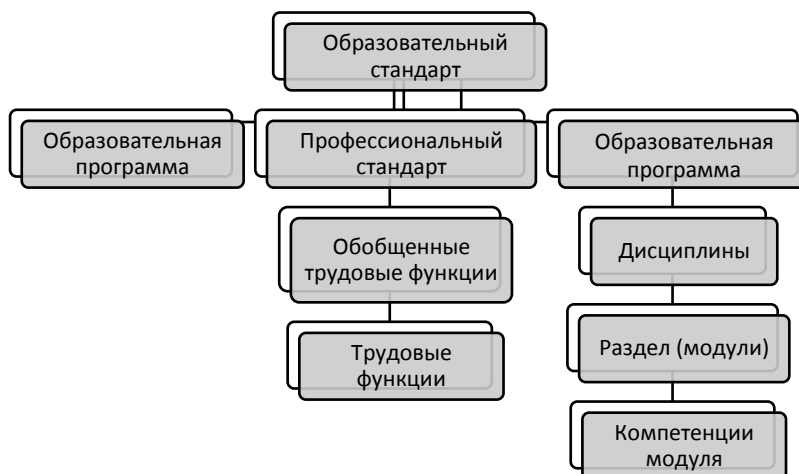 Образовательный
стандарт
Образовательная
программа
Профессиональный
стандарт
Образовательная
программа
Обобщенные
трудовые функции
Дисциплины
Трудовые
функции
Раздел (модули)
Компетенции
модуля